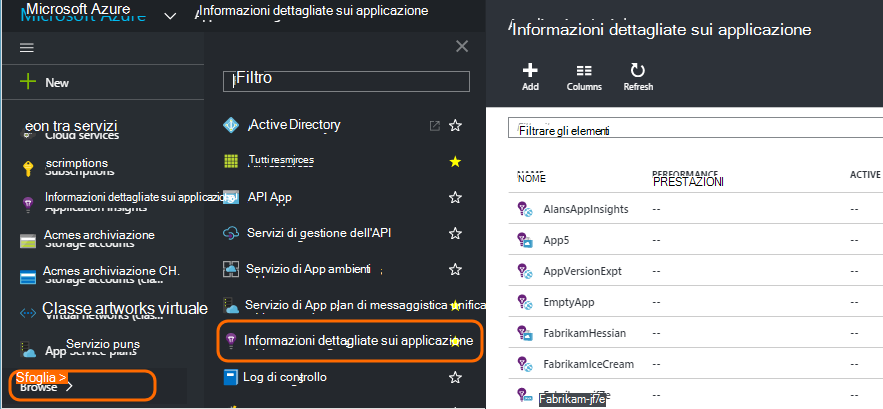 Microsoft Azure
Informazioni dettagliate sui applicazione
New
eon tra servizi
Cloud services
scrimptions
Subscriptions
Informazioni dettagliate sui applicazione
Application Insights
Acmes archiviazione
Storage accounts
Acmes archiviazione CH.
Storage accounts (clas...
Classe artworks virtuale
Virtual networks (clas...
Servizio puns
App Service plans
Sfoglia >
Browse >
Filtro
Active Directory
Tutti resmjrces
API App
Servizi di gestione dell'API
Servizio di App ambienti ;
Servizio di App plan di messaggistica unifica
Informazioni dettagliate sui applicazione
Log di controllo
Informazioni dettagliate sui applicazione
Add
Columns
Refresh
Filtrare gli elementi
NOME
PERFORMANCE
PRESTAZIONI
ACTIVE
AlansAppInsights
--
--
App5
--
--
AppVersionExpt
--
--
EmptyApp
--
--
FabrikamHessian
--
--
FabrikamIceCream
--
--
Fabrikam-jf7e
--
--